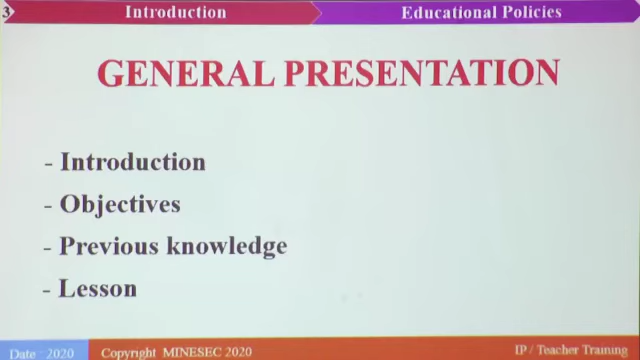 3 Introduction Educational Policies
GENERAL PRESENTATION
- Introduction
- Objectives
- Previous knowledge
- Lesson
Date : 2020 Copyright MINESEC 2020 IP / Teacher Training